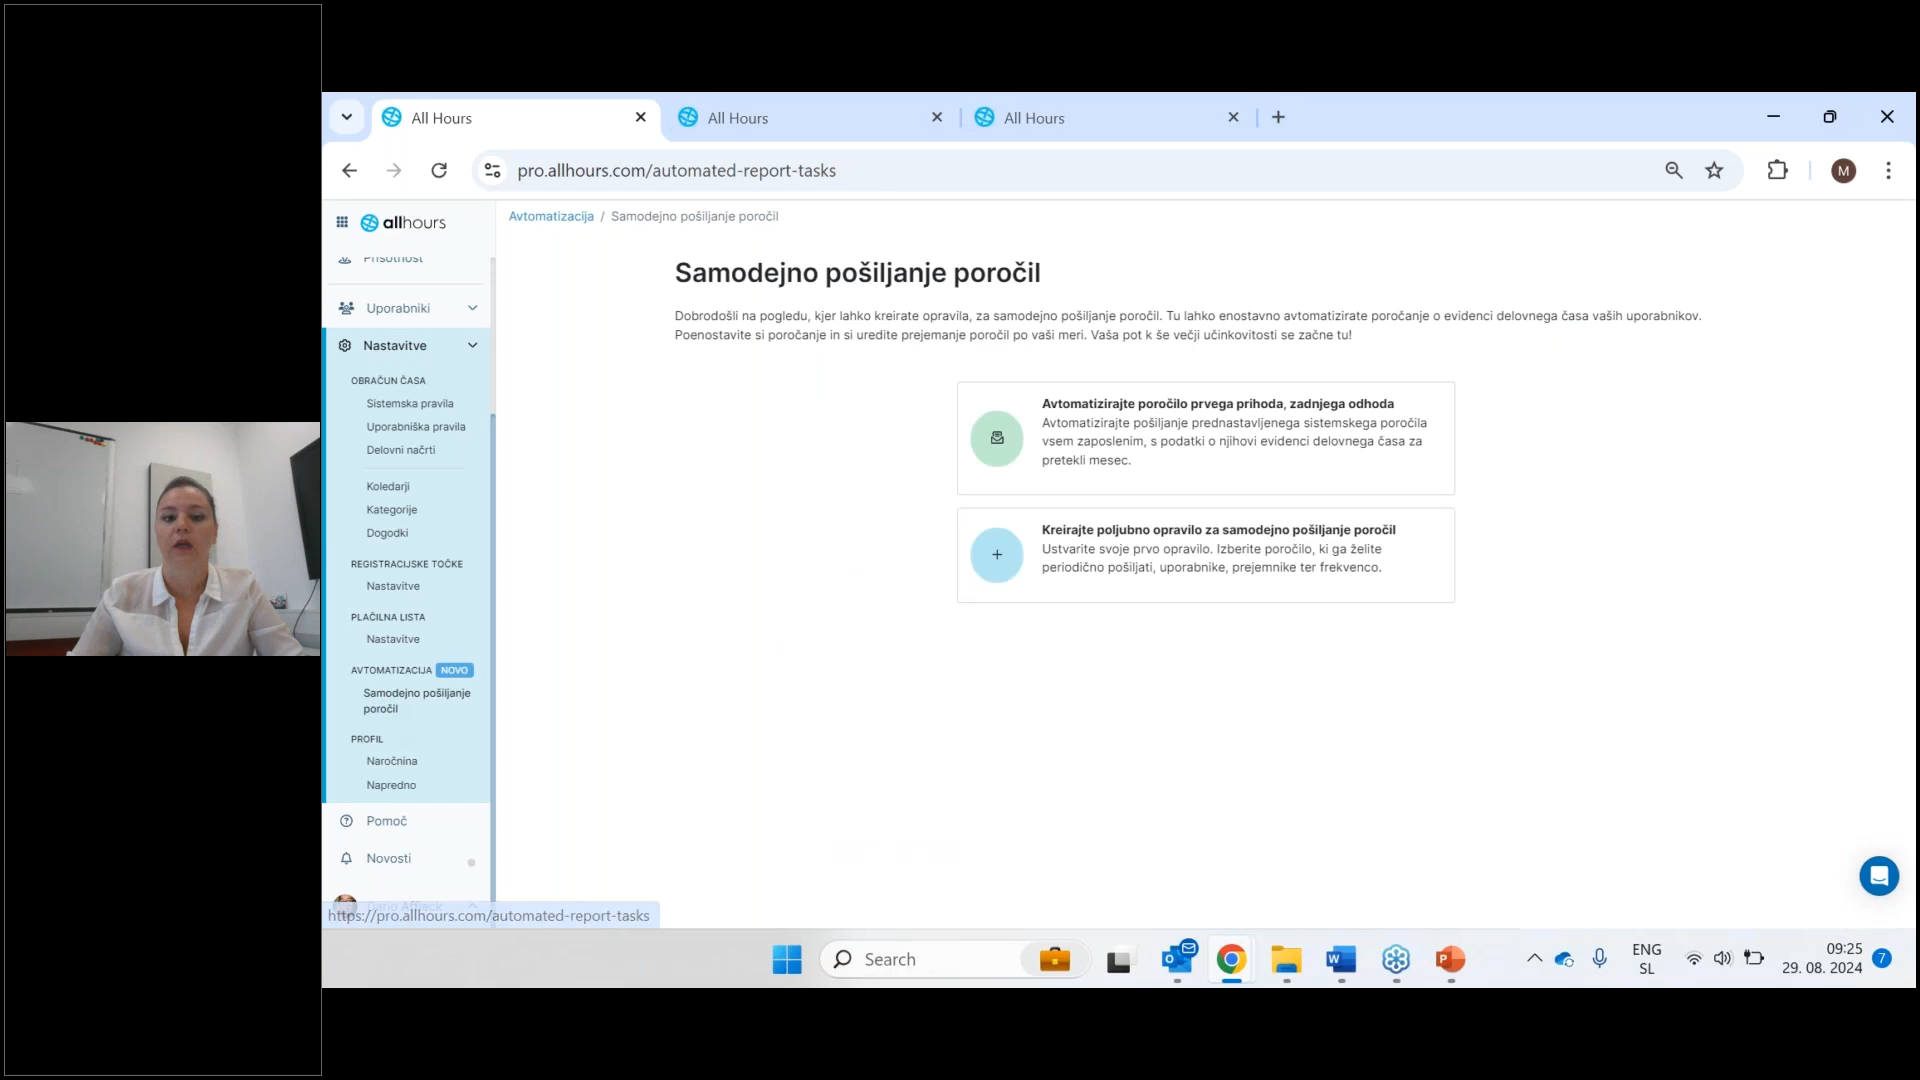 All Hours
All Hours
All Hours
pro.allhours.com/automated-report-tasks
M
allhours
Avtomatizacija / Samodejno pošiljanje poročil
Prisotnost
Uporabniki
Nastavitve
OBRAČUN ČASA
Sistemska pravila
Uporabniška pravila
Delovni načrti
Koledarji
Kategorije
Dogodki
REGISTRACIJSKE TOČKE
Nastavitve
PLAČILNA LISTA
Nastavitve
AVTOMATIZACIJA NOVO
Samodejno pošiljanje
poročil
PROFIL
Naročnina
Napredno
Pomoč
Novosti
Dario Affleck
https://pro.allhours.com/automated-report-tasks
Samodejno pošiljanje poročil
Dobrodošli na pogledu, kjer lahko kreirate opravila, za samodejno pošiljanje poročil. Tu lahko enostavno avtomatizirate poročanje o evidenci delovnega časa vaših uporabnikov.
Poenostavite si poročanje in si uredite prejemanje poročil po vaši meri. Vaša pot k še večji učinkovitosti se začne tu!
Avtomatizirajte poročilo prvega prihoda, zadnjega odhoda
Avtomatizirajte pošiljanje prednastavljenega sistemskega poročila
vsem zaposlenim, s podatki o njihovi evidenci delovnega časa za
pretekli mesec.
Kreirajte poljubno opravilo za samodejno pošiljanje poročil
Ustvarite svoje prvo opravilo. Izberite poročilo, ki ga želite
periodično pošiljati, uporabnike, prejemnike ter frekvenco.
Search
ENG
SL
09:25
29. 08. 2024
7